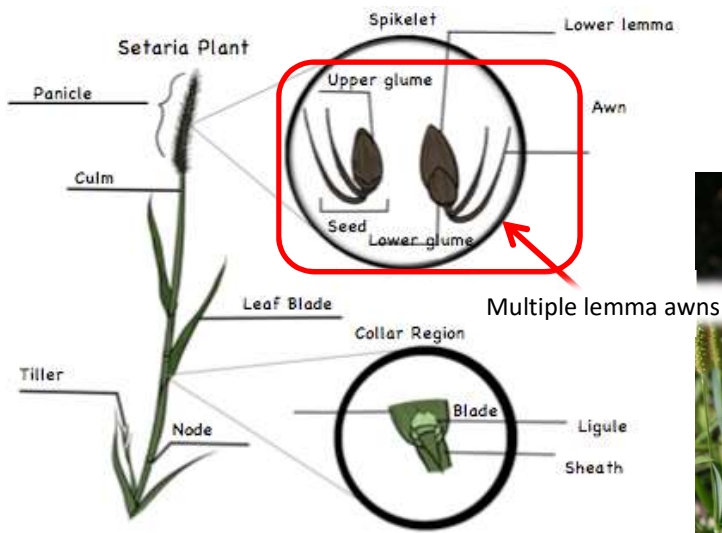 Spikelet
Lower lemma
Setaria Plant
Upper glume
Panicle
Awn
Culm
Seed
Lower glume
Multiple lemma awns
Leaf Blade
Collar Region
Tiller
Blade
Node
Ligule
Sheath